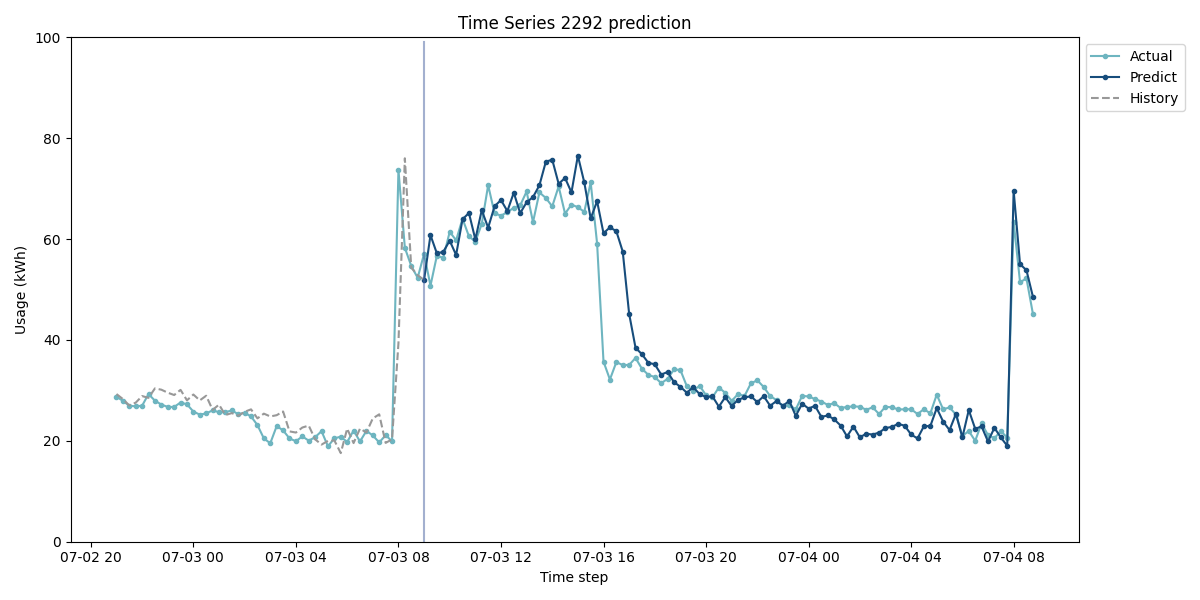 Time Series 2292 prediction
100
80
60
40
20
0
Usage (kWh)
07-02 20
07-03 00
07-03 04
07-03 08
07-03 12
07-03 16
07-03 20
07-04 00
07-04 04
07-04 08
Time step
Actual
Predict
History